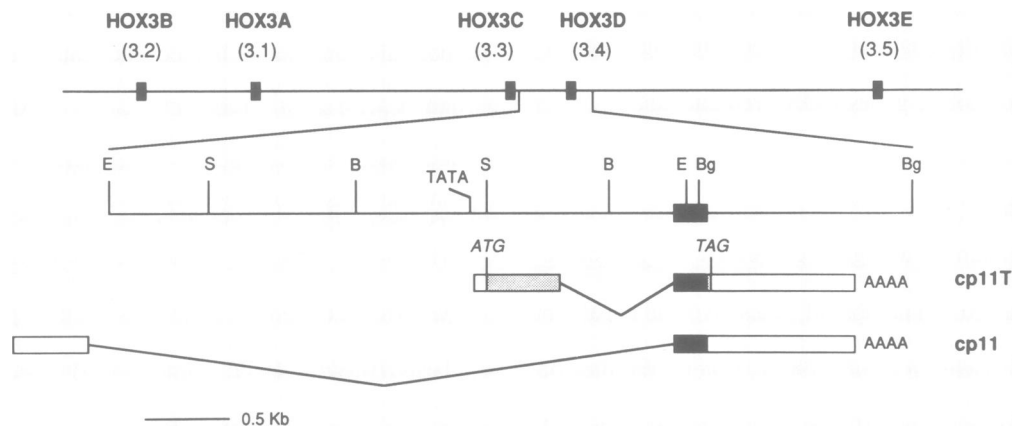 HOX3B HOX3A HOX3C HOX3D HOX3E
(3.2) (3.1) (3.3) (3.4) (3.5)
E S B TATA S B E Bg Bg
ATG TAG
AAAA cp11T
AAAA cp11
0.5 Kb